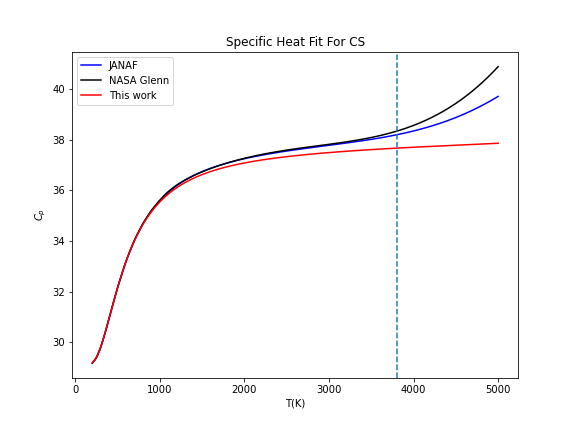 Specific Heat Fit For CS
JANAF
NASA Glenn
This work
40
38
36
34
32
30
C_p
0
1000
2000
3000
4000
5000
T(K)